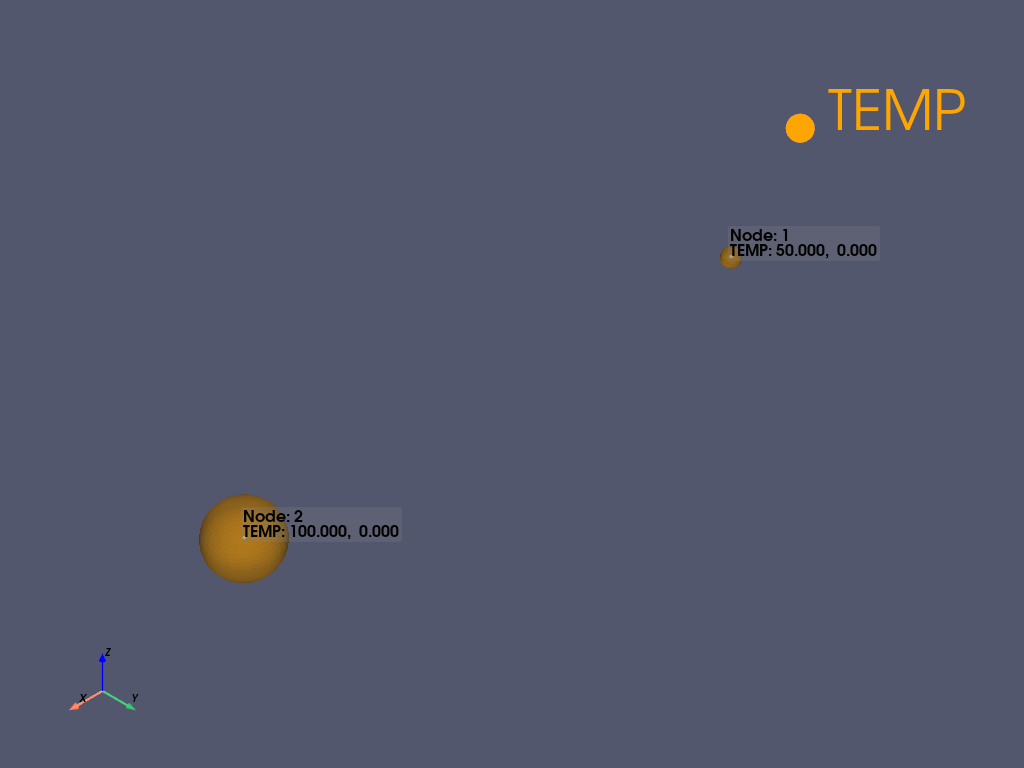 TEMP
Node: 1
TEMP: 50.000,  0.000
Node: 2
TEMP: 100.000,  0.000
Z
X
Y